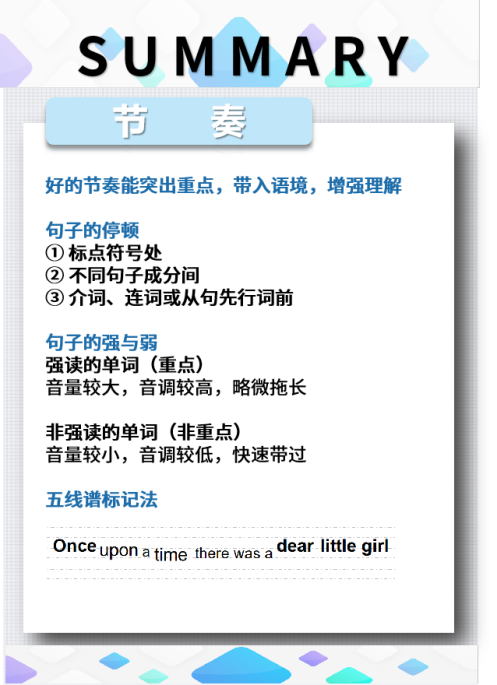 SUMMARY
节 奏
好的节奏能突出重点，带入语境，增强理解
句子的停顿
① 标点符号处
② 不同句子成分间
③ 介词、连词或从句先行词前
句子的强与弱
强读的单词（重点）
音量较大，音调较高，略微拖长
非强读的单词（非重点）
音量较小，音调较低，快速带过
五线谱标记法
Once upon a time there was a dear little girl